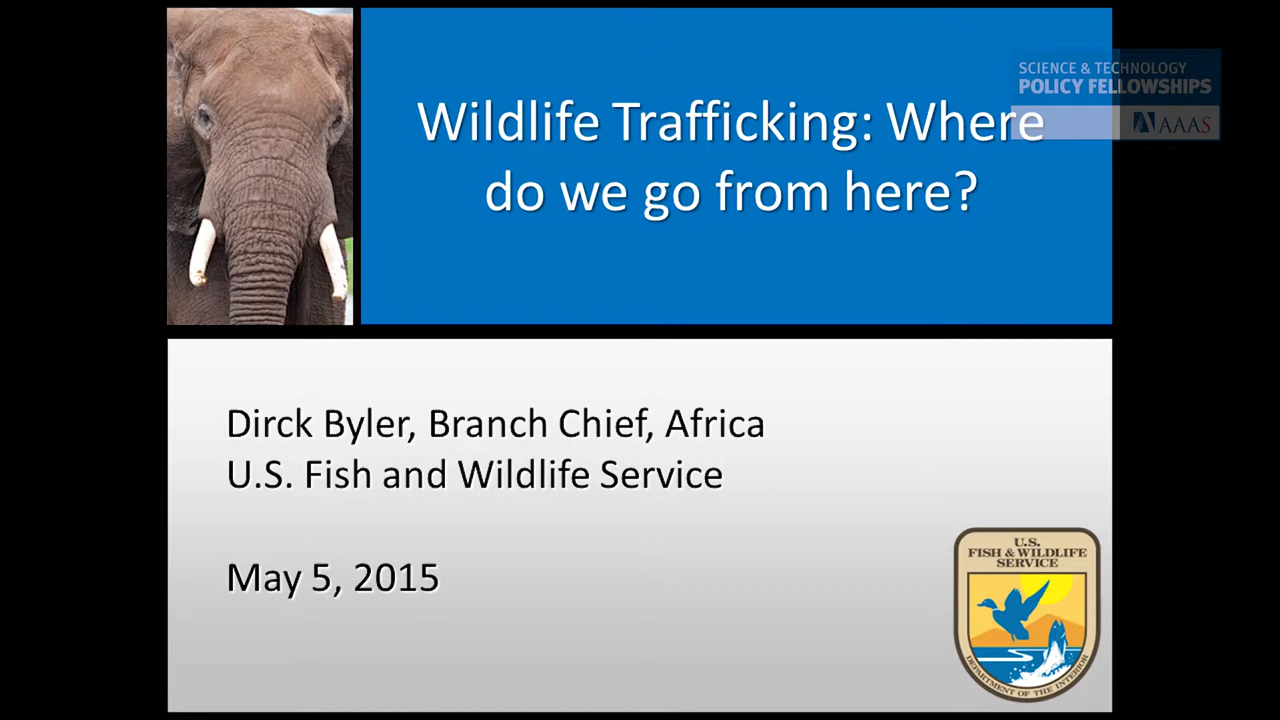 SCIENCE & TECHNOLOGY
POLICY FELLOWSHIPS
AAAS
Wildlife Trafficking: Where
do we go from here?
Dirck Byler, Branch Chief, Africa
U.S. Fish and Wildlife Service
May 5, 2015
U.S.
FISH & WILDLIFE
SERVICE
DEPARTMENT OF THE INTERIOR